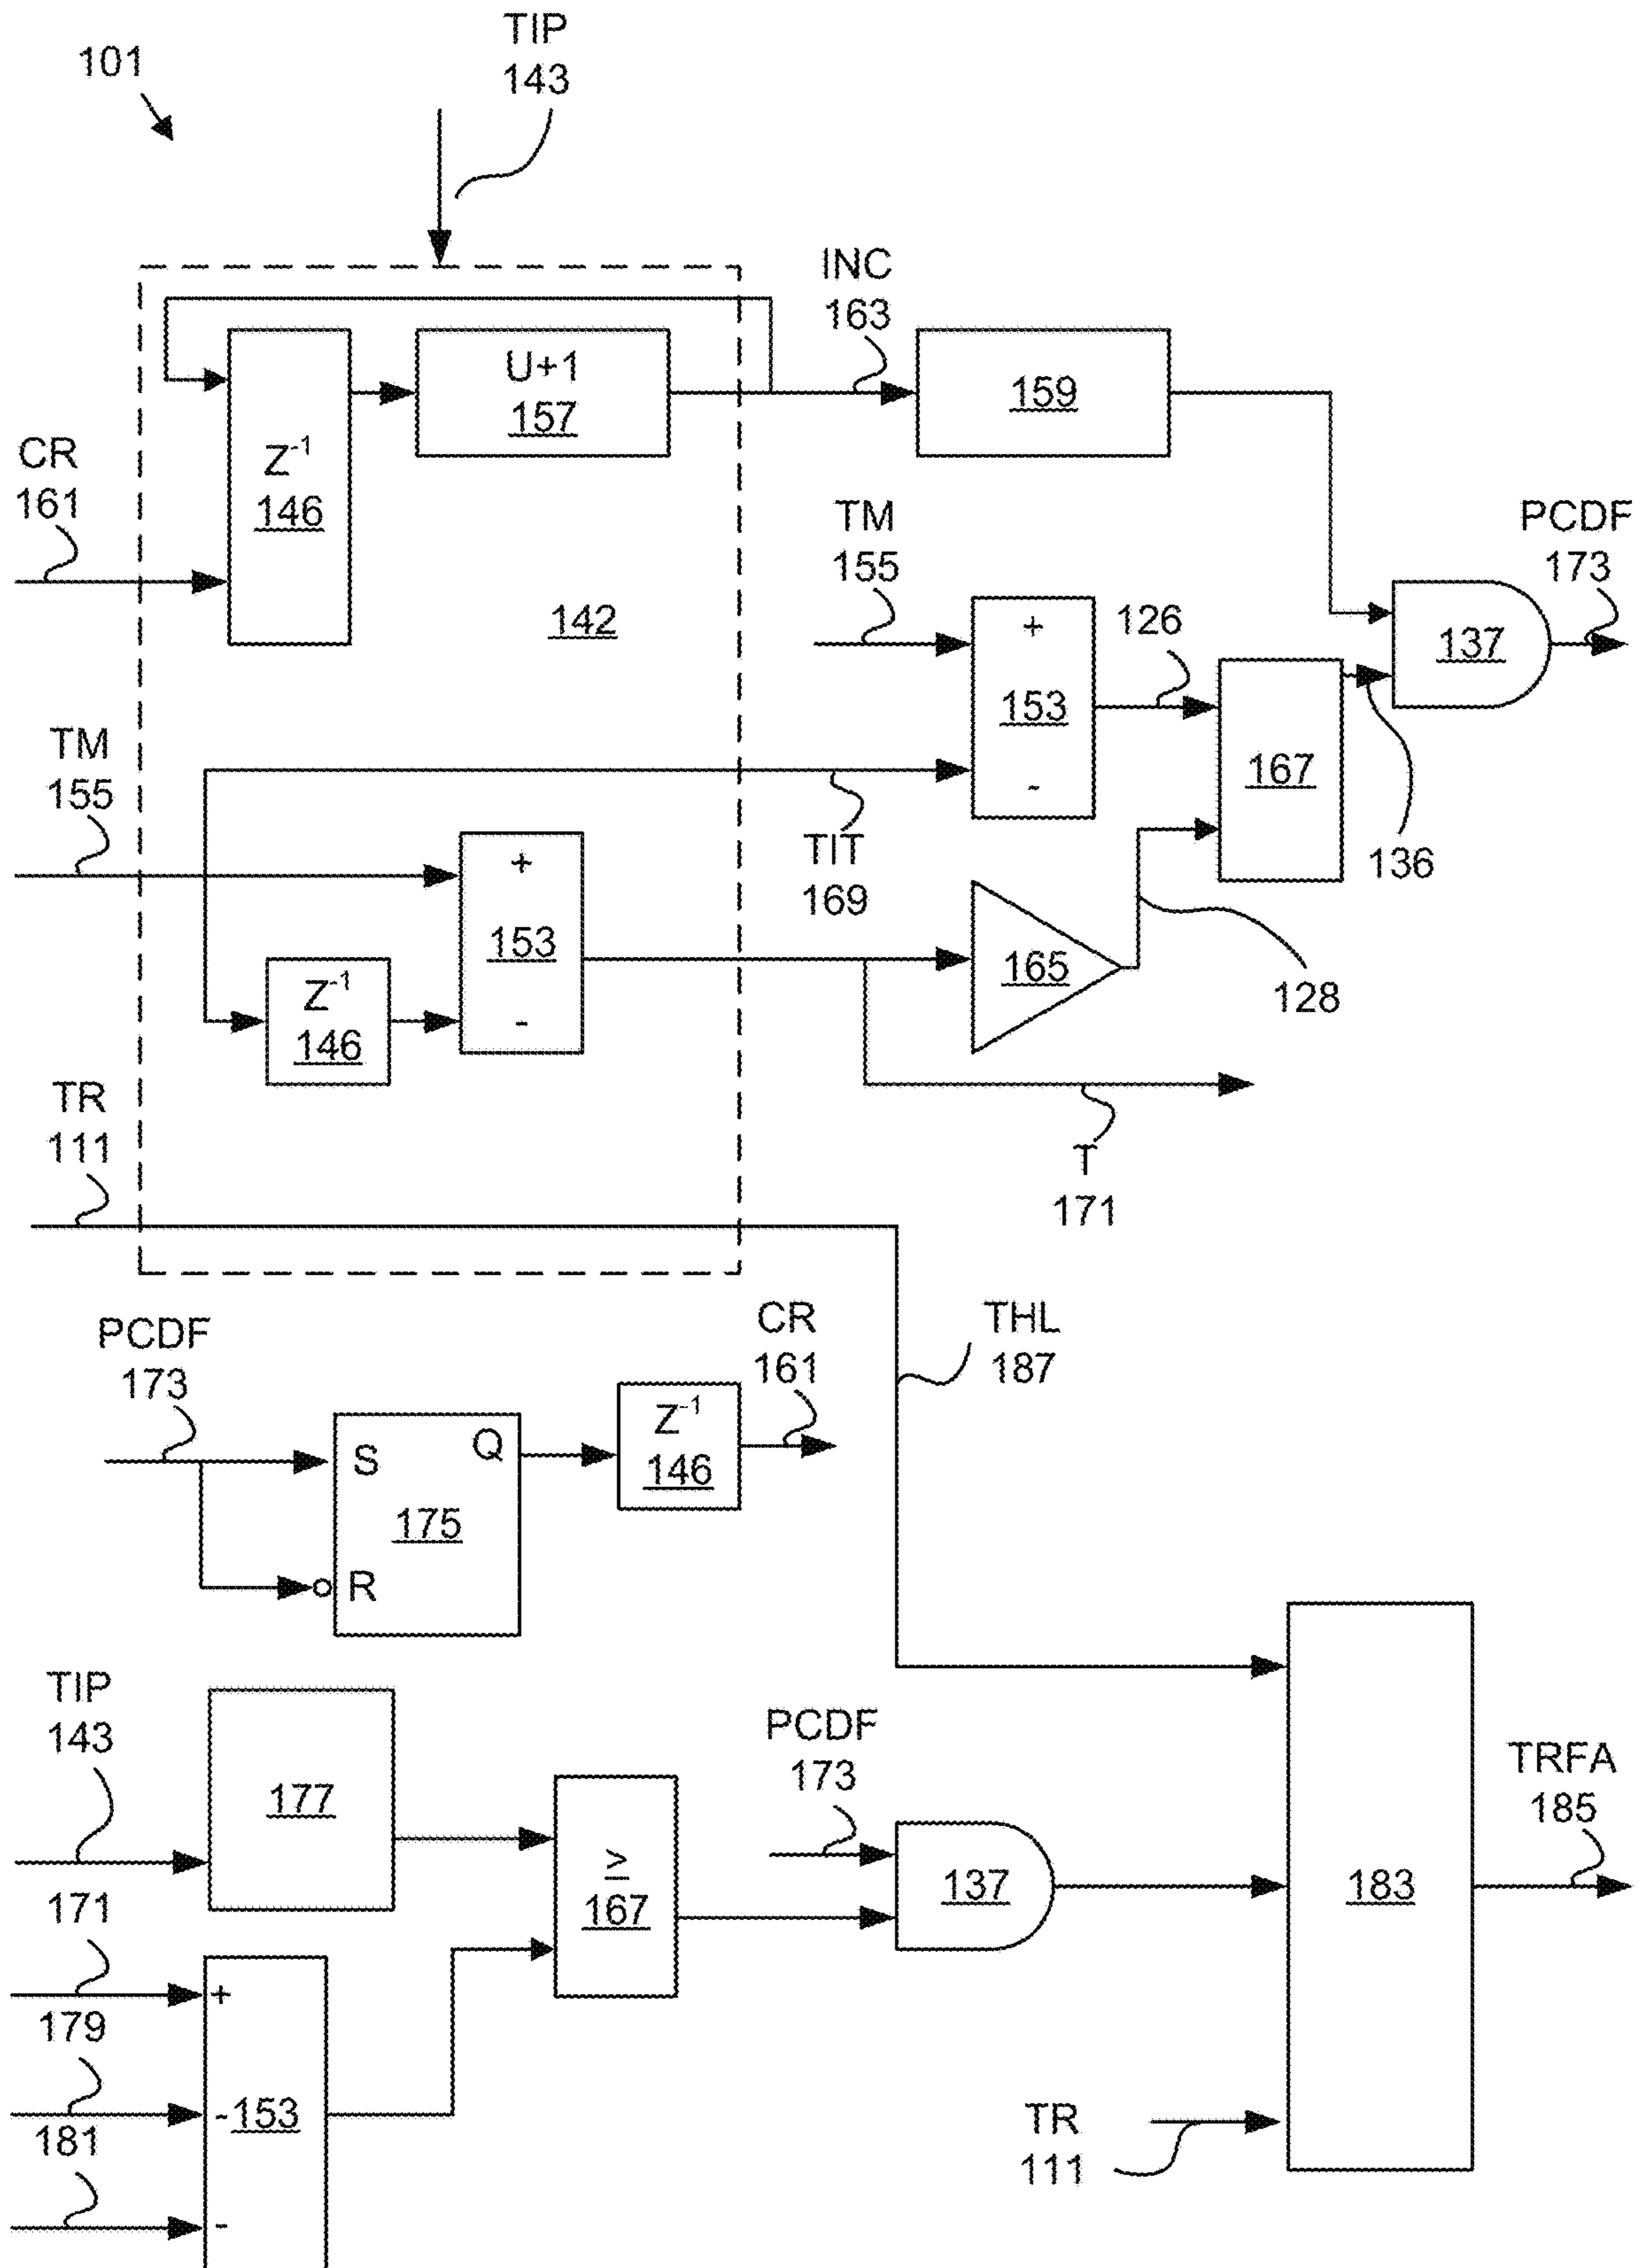 TIP
143
101
INC
163
U+1
157
159
Z⁻¹
146
CR
161
TM
155
PCDF
173
142
126
+
153
-
137
167
136
TM
155
TIT
169
+
153
-
165
128
Z⁻¹
146
TR
111
T
171
PCDF
173
CR
161
THL
187
S
Q
175
R
Z⁻¹
146
TIP
143
177
PCDF
173
TRFA
185
≥
167
137
183
171
+
179
-153
181
-
TR
111